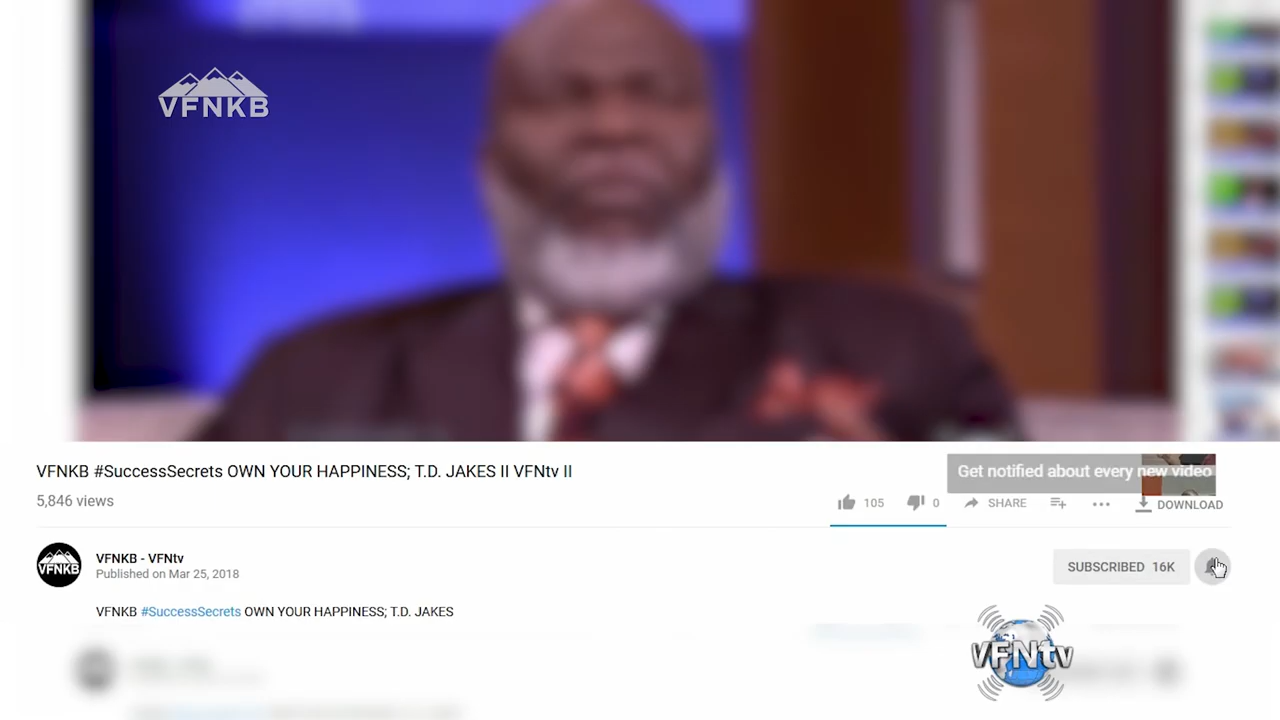 VFNKB
VFNKB #SuccessSecrets OWN YOUR HAPPINESS; T.D. JAKES II VFNtv II
Get notified about every new video
5,846 views
105
0
SHARE
DOWNLOAD
VFNKB
VFNKB - VFNtv
Published on Mar 25, 2018
SUBSCRIBED 16K
VFNKB #SuccessSecrets OWN YOUR HAPPINESS; T.D. JAKES
VFNtv